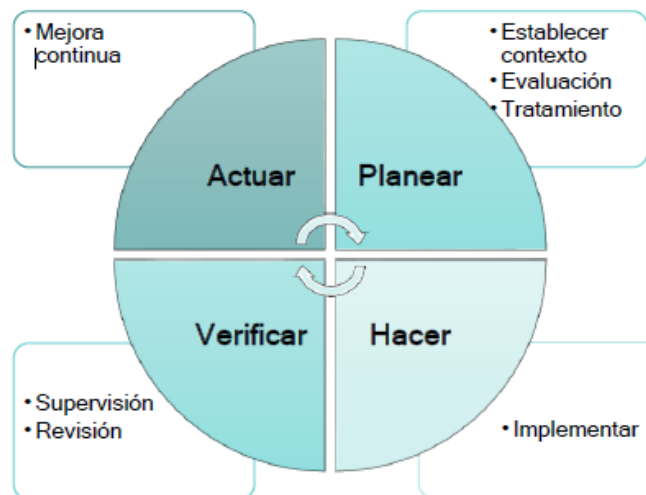 • Mejora
continua
• Establecer
contexto
• Evaluación
• Tratamiento
Actuar
Planear
Verificar
Hacer
• Supervisión
• Revisión
• Implementar